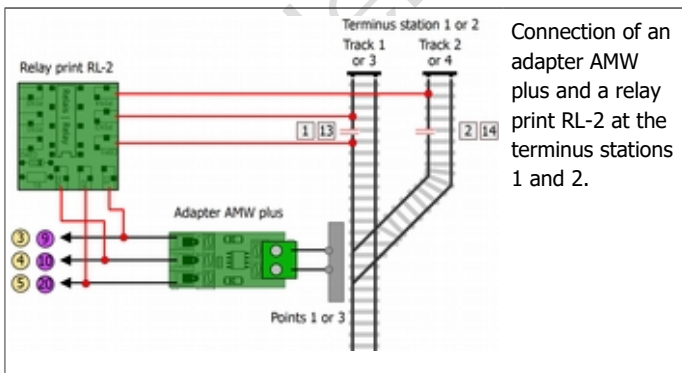 Terminus station 1 or 2
Track 1
or 3
Track 2
or 4
Relay print RL-2
1 13
2 14
Adapter AMW plus
3 9
4 10
5 20
Points 1 or 3
Connection of an
adapter AMW
plus and a relay
print RL-2 at the
terminus stations
1 and 2.